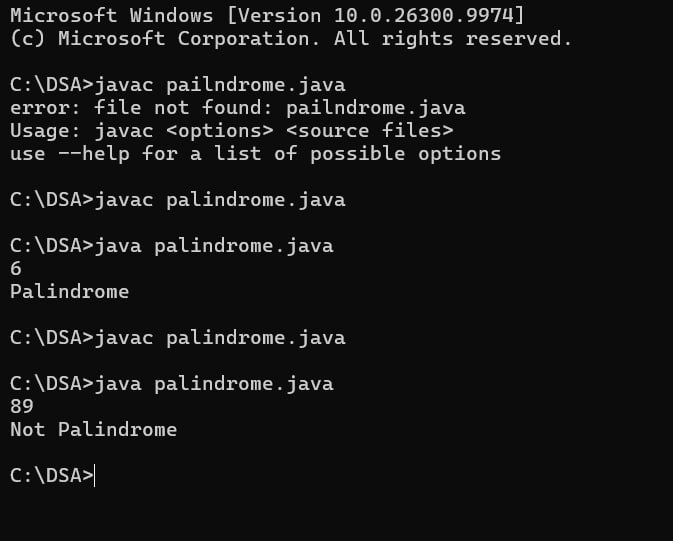 Microsoft Windows [Version 10.0.26300.9974]
(c) Microsoft Corporation. All rights reserved.
C:\DSA>javac pailndrome.java
error: file not found: pailndrome.java
Usage: javac <options> <source files>
use --help for a list of possible options
C:\DSA>javac palindrome.java
C:\DSA>java palindrome.java
6
Palindrome
C:\DSA>javac palindrome.java
C:\DSA>java palindrome.java
89
Not Palindrome
C:\DSA>